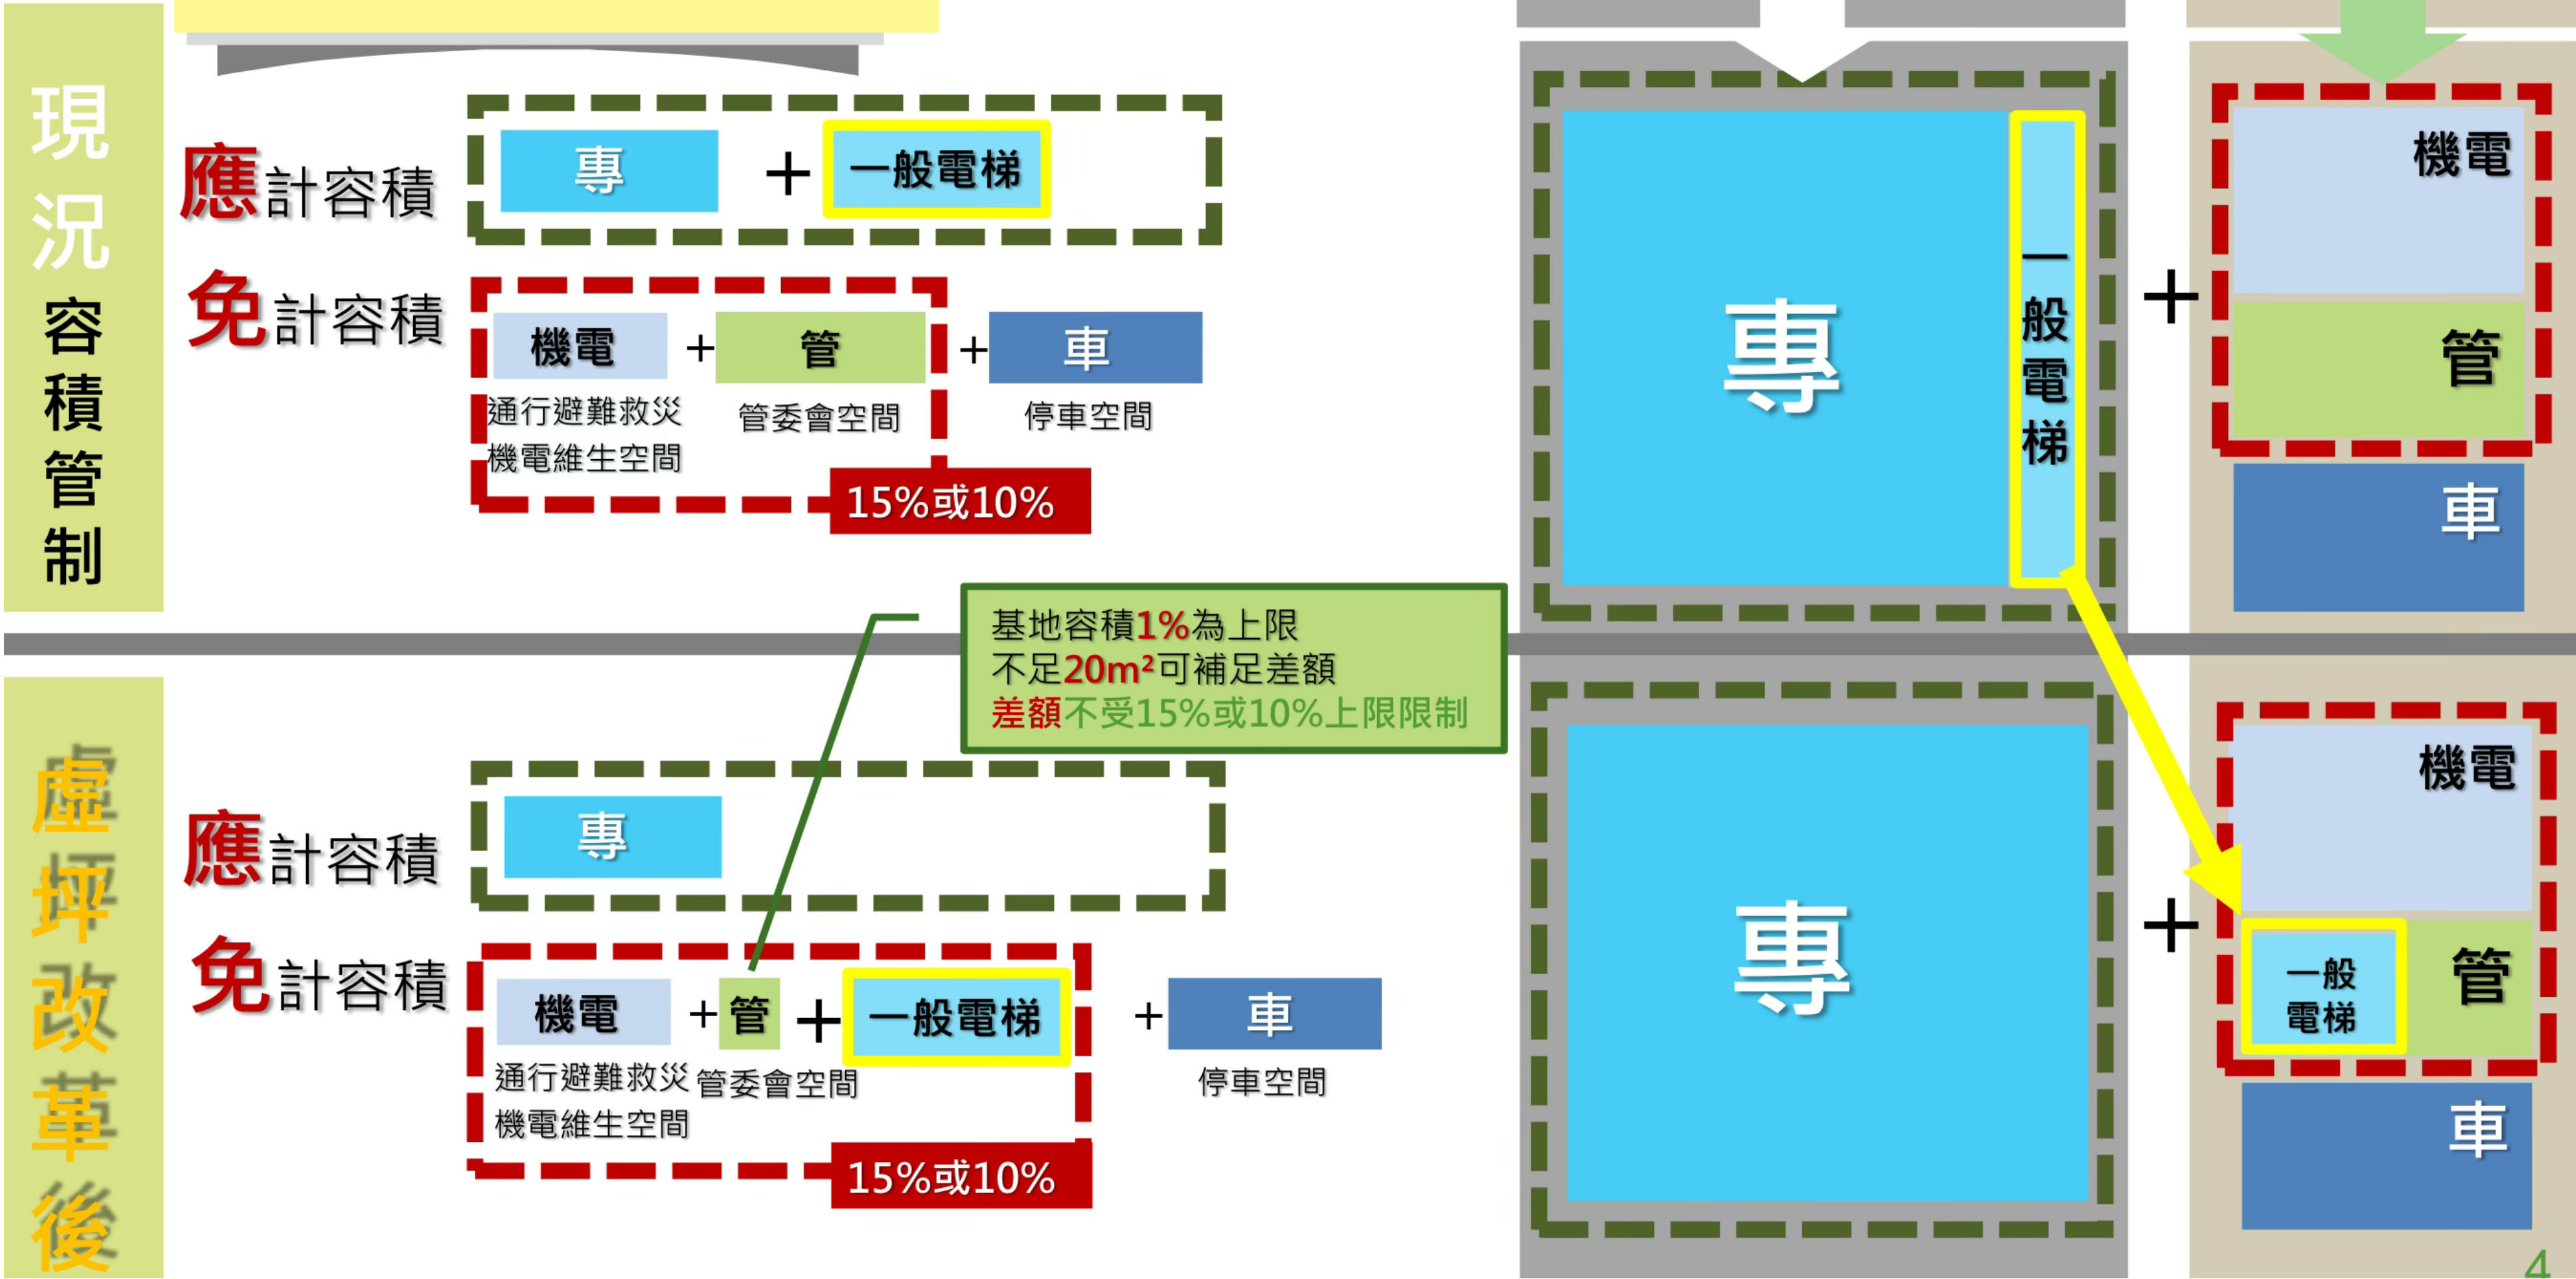 現況容積管制
應計容積
專 + 一般電梯
免計容積
機電 + 管 + 車
通行避難救災
機電維生空間
管委會空間
停車空間
15%或10%
專
一般電梯
+
機電
管
車
基地容積1%為上限
不足20m²可補足差額
差額不受15%或10%上限限制
虛坪改革後
應計容積
專
免計容積
機電 + 管 + 一般電梯 + 車
通行避難救災
機電維生空間
管委會空間
停車空間
15%或10%
專
+
機電
一般
電梯
管
車
4